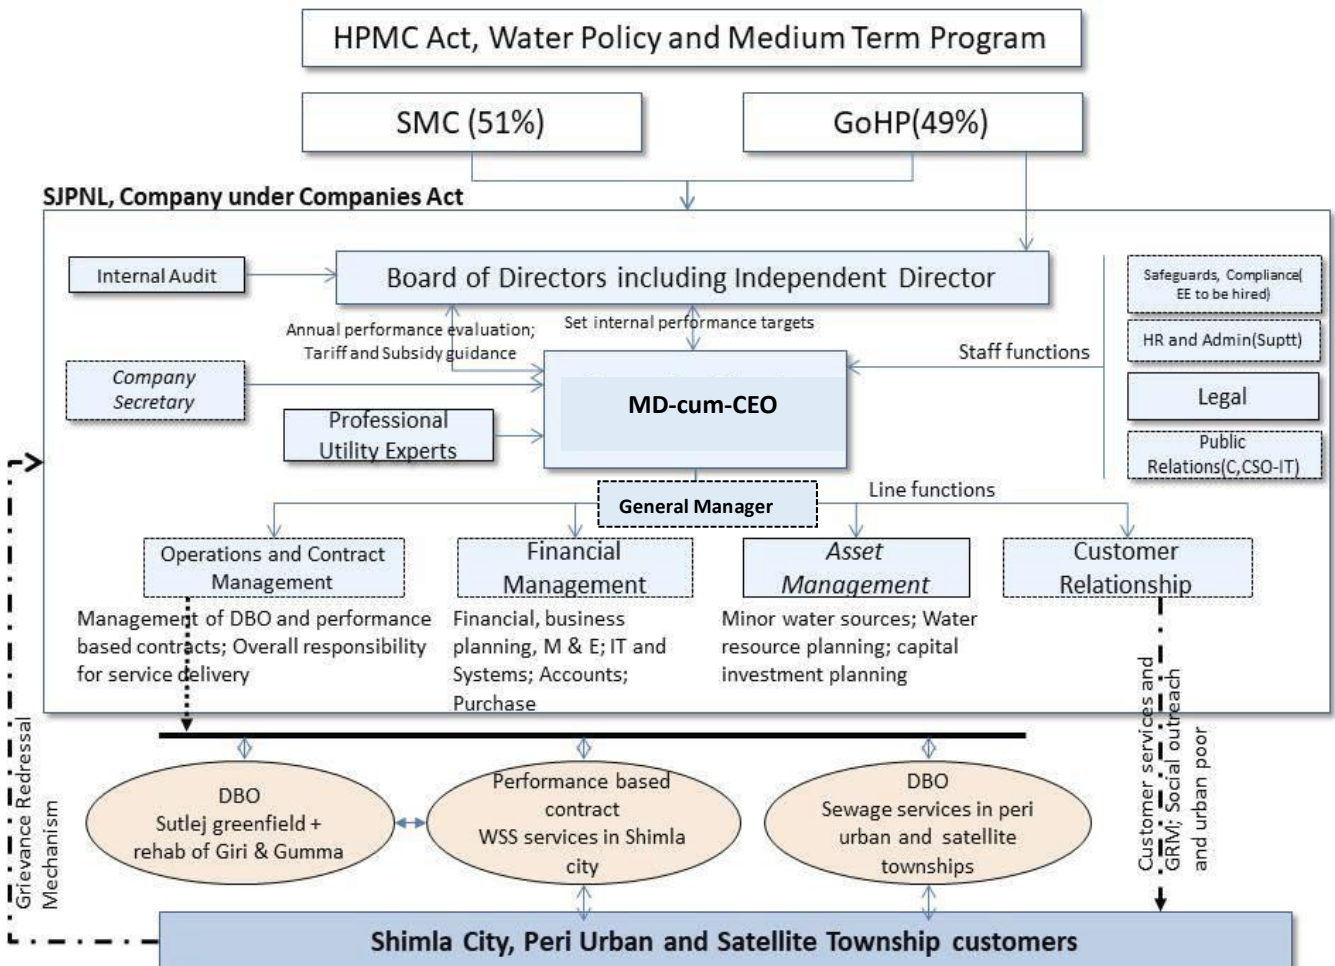 HPMC Act, Water Policy and Medium Term Program
SMC (51%)
GoHP(49%)
SJPNL, Company under Companies Act
Internal Audit
Board of Directors including Independent Director
Safeguards, Compliance(
EE to be hired)
HR and Admin(Suptt)
Legal
Public
Relations(C,CSO-IT)
Annual performance evaluation;
Tariff and Subsidy guidance
Set internal performance targets
Staff functions
Company
Secretary
MD-cum-CEO
Professional
Utility Experts
General Manager
Line functions
Operations and Contract
Management
Financial
Management
Asset
Management
Customer
Relationship
Management of DBO and performance
based contracts; Overall responsibility
for service delivery
Financial, business
planning, M & E; IT and
Systems; Accounts;
Purchase
Minor water sources; Water
resource planning; capital
investment planning
Customer services and
GRM; Social outreach
and urban poor
Grievance Redressal
Mechanism
DBO
Sutlej greenfield +
rehab of Giri & Gumma
Performance based
contract
WSS services in Shimla
city
DBO
Sewage services in peri
urban and satellite
townships
Shimla City, Peri Urban and Satellite Township customers